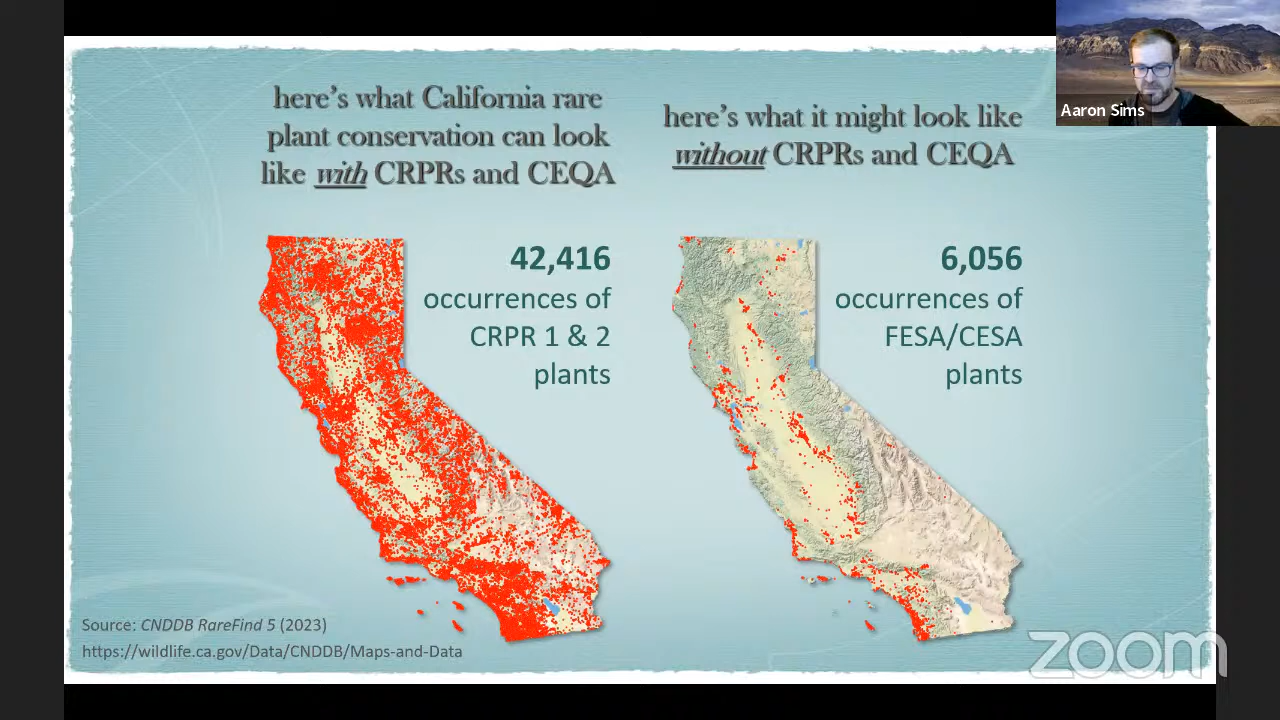 Aaron Sims
here's what California rare
plant conservation can look
like with CRPRs and CEQA
here's what it might look like
without CRPRs and CEQA
42,416
occurrences of
CRPR 1 & 2
plants
6,056
occurrences of
FESA/CESA
plants
Source: CNDDB RareFind 5 (2023)
https://wildlife.ca.gov/Data/CNDDB/Maps-and-Data
zoom